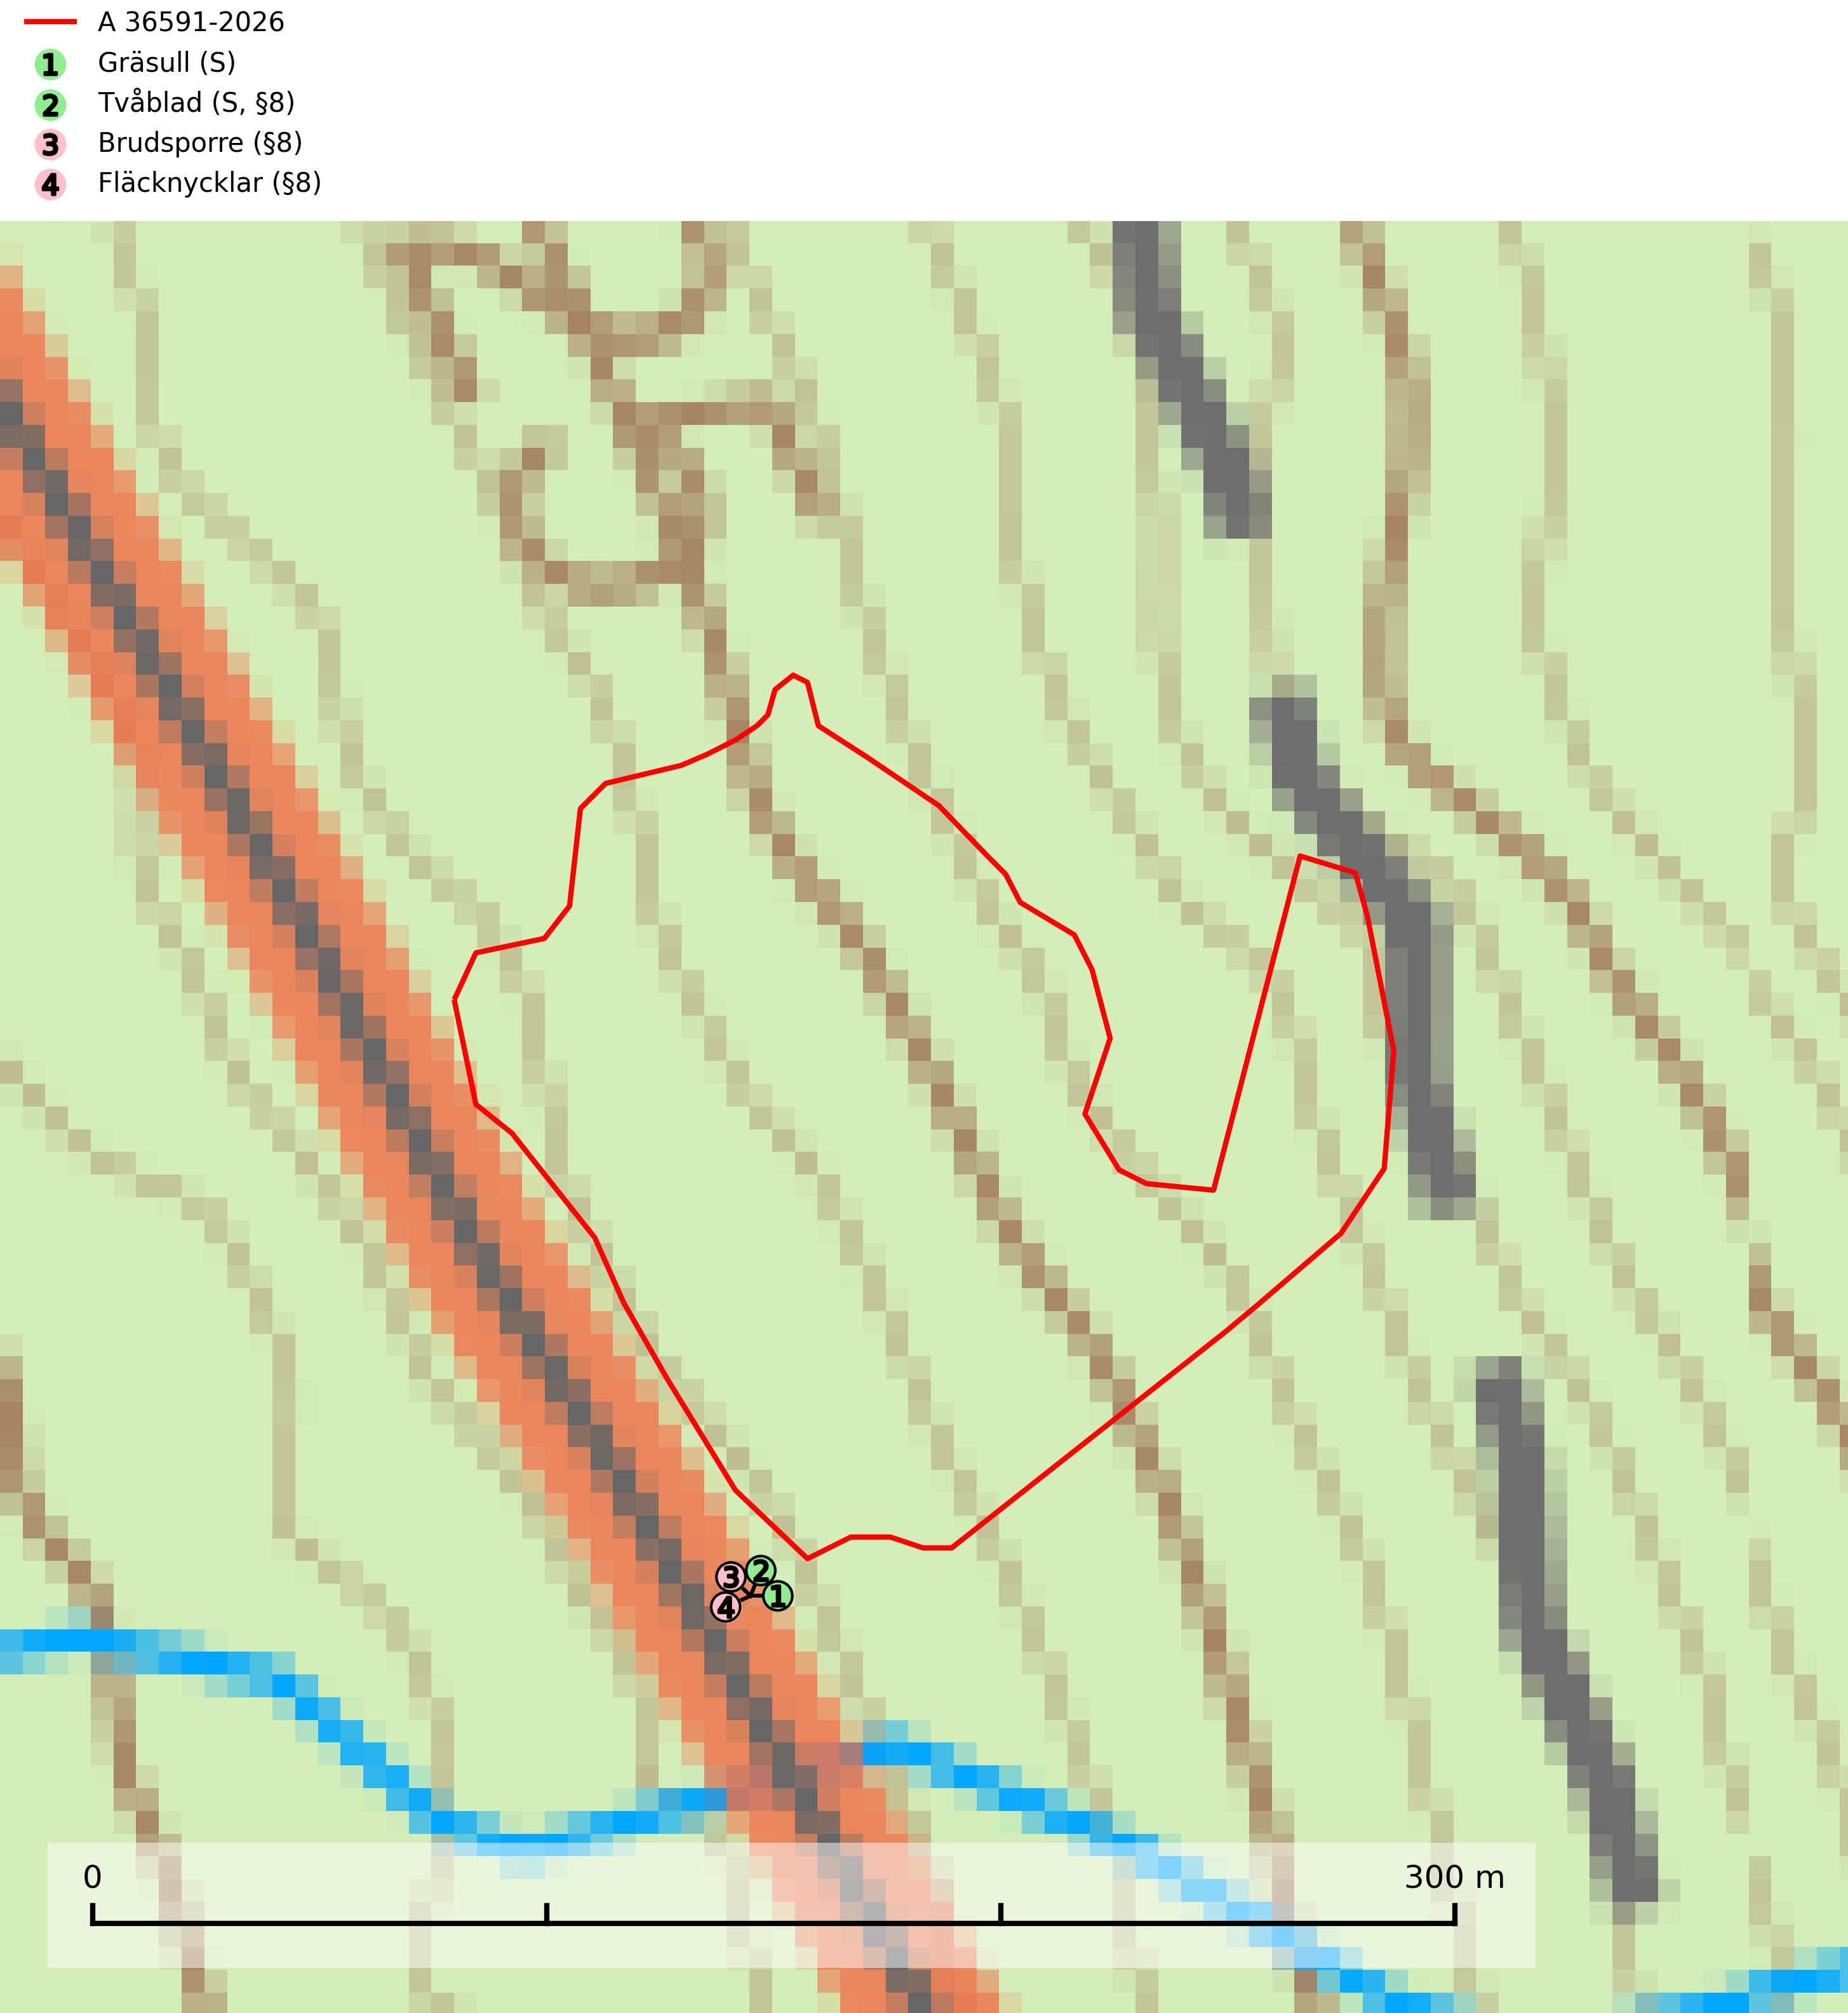 A 36591-2026
1 Gräsull (S)
2 Tvåblad (S, §8)
3 Brudsporre (§8)
4 Fläcknycklar (§8)
3 2
4 1
0 300 m